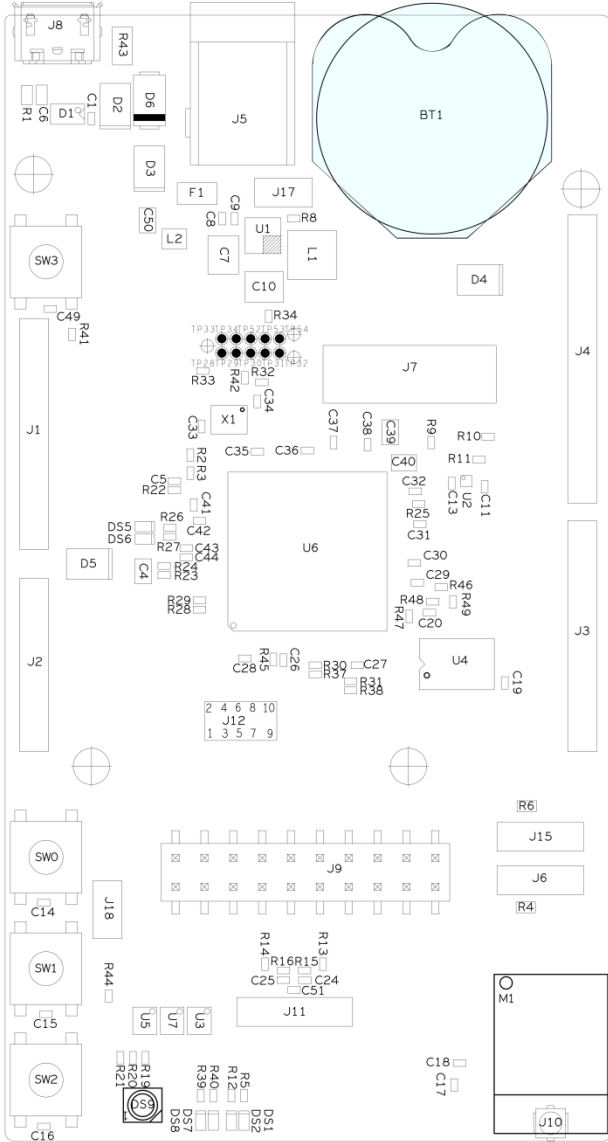 J8
R43
BT1
J5
R1
C6
D1
C1
D2
D6
D3
F1
J17
C50
L2
C8
C9
U1
R8
C7
L1
C10
SW3
D4
C49
R41
R34
TP33 TP34 TP52 TP53 TP54
TP28 TP29 TP30 TP31 TP32
R33
R42
R32
C34
J7
J4
J1
X1
C33
C35
C36
C37
C38
C39
R9
R10
R11
C40
R2
R3
C5
R22
C41
C42
C32
R25
C31
C13
U2
C11
DS5
DS6
R26
R27
C43
C44
U6
D5
C4
R24
R23
C30
C29
R46
R48
C20
R49
R47
R29
R28
J2
J3
C28
R45
C26
R30
R37
C27
R31
R38
U4
C19
2 4 6 8 10
J12
1 3 5 7 9
R6
J15
SW0
J9
J6
C14
J18
R4
SW1
R14
R16
R15
R13
C25
C24
C51
R44
C15
U5
U7
U3
J11
M1
SW2
R21
R20
R19
R39
R40
R12
R5
C18
C17
DS9
DS8
DS7
DS2
DS1
J10
C16